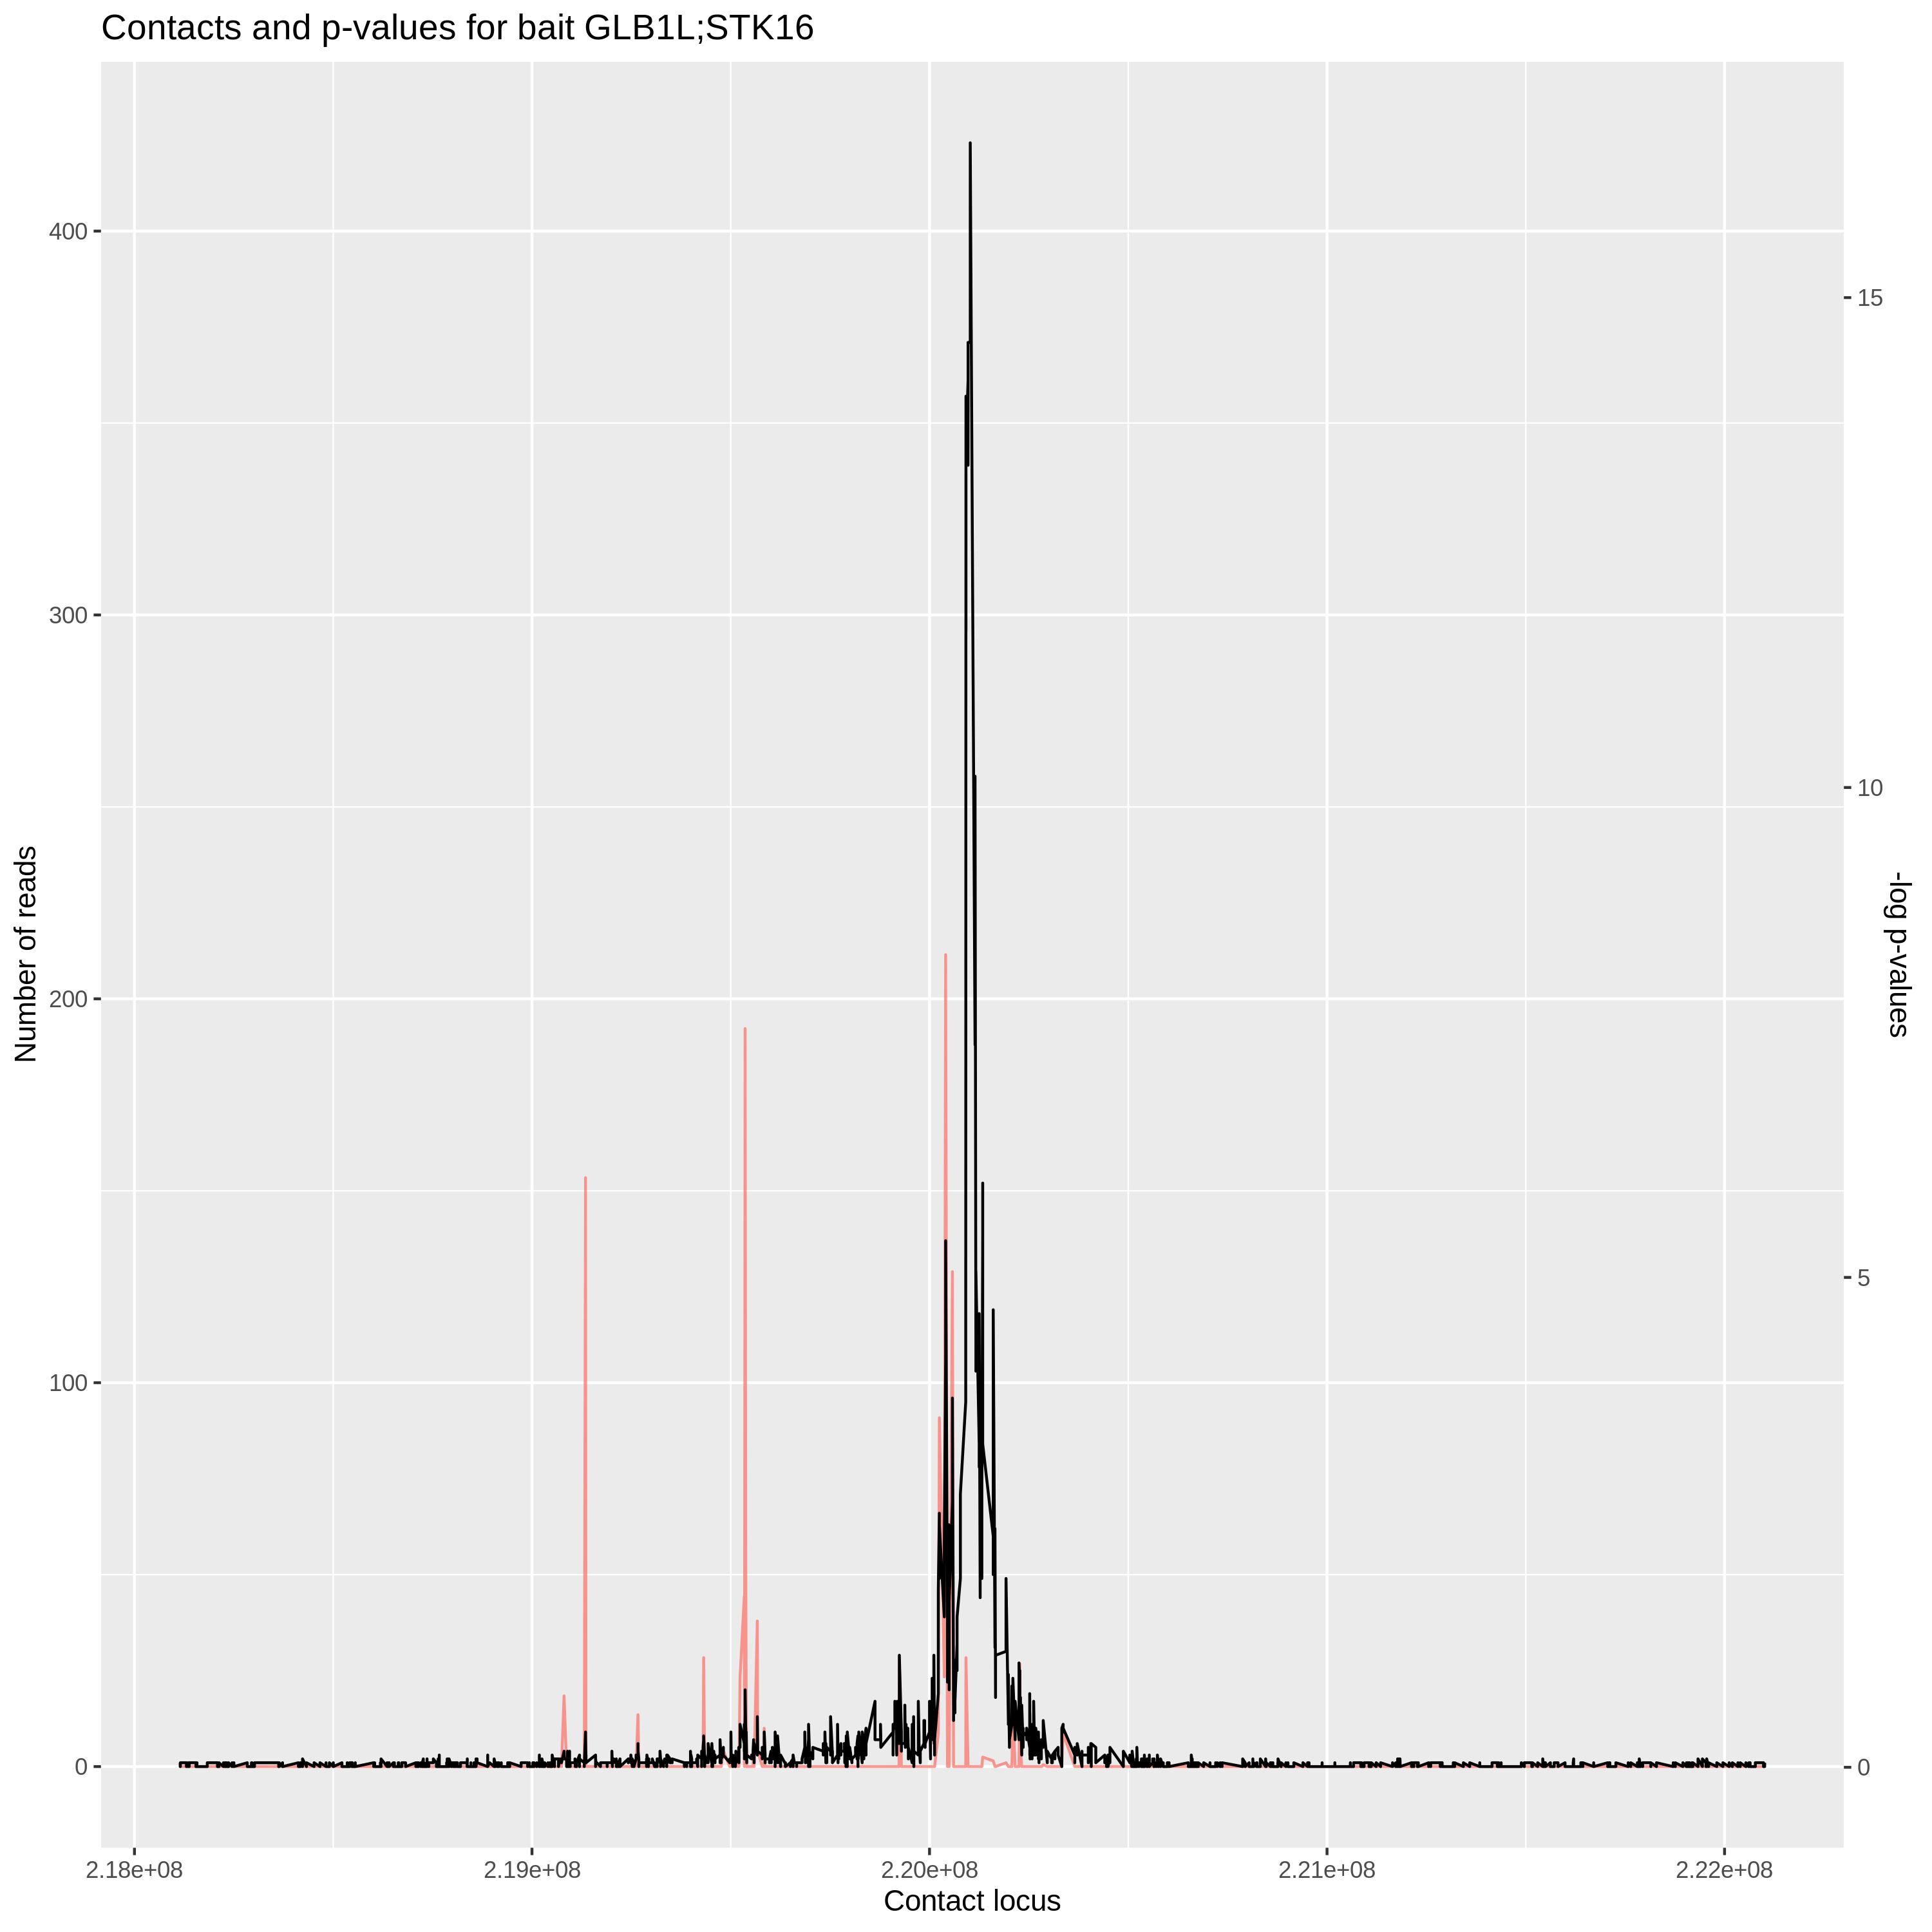 Contacts and p-values for bait GLB1L;STK16
400
300
200
100
0
Number of reads
15
10
5
0
-log p-values
2.18e+08
2.19e+08
2.20e+08
2.21e+08
2.22e+08
Contact locus